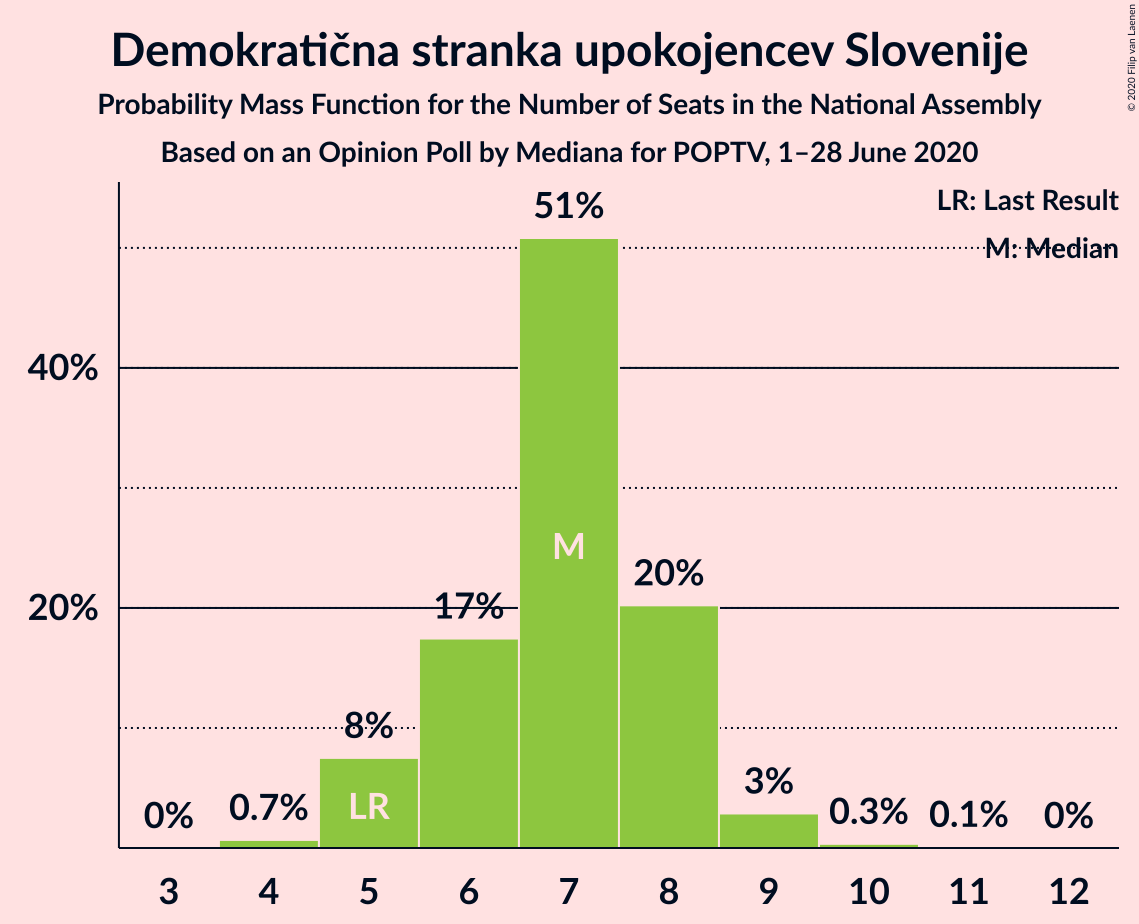 Demokratična stranka upokojencev Slovenije
Probability Mass Function for the Number of Seats in the National Assembly
Based on an Opinion Poll by Mediana for POPTV, 1–28 June 2020
© 2020 Filip van Laenen
LR: Last Result
M: Median
40%
20%
0%
0.7%
8%
17%
51%
20%
3%
0.3%
0.1%
0%
LR
M
3
4
5
6
7
8
9
10
11
12